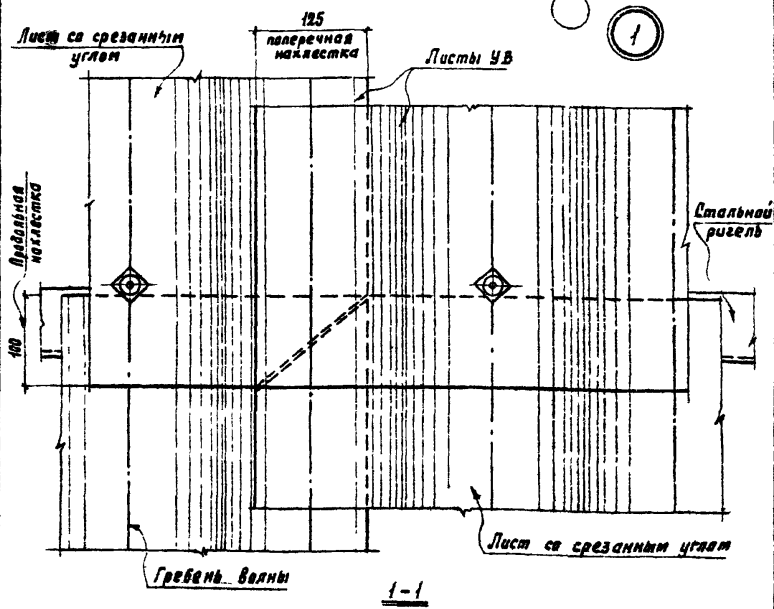 125
поперечная
нахлестка
1
Лист со срезанным
углом
Листы УВ
Продольная
нахлестка
Стальной
ригель
100
Лист со срезанным углом
Гребень волны
1-1